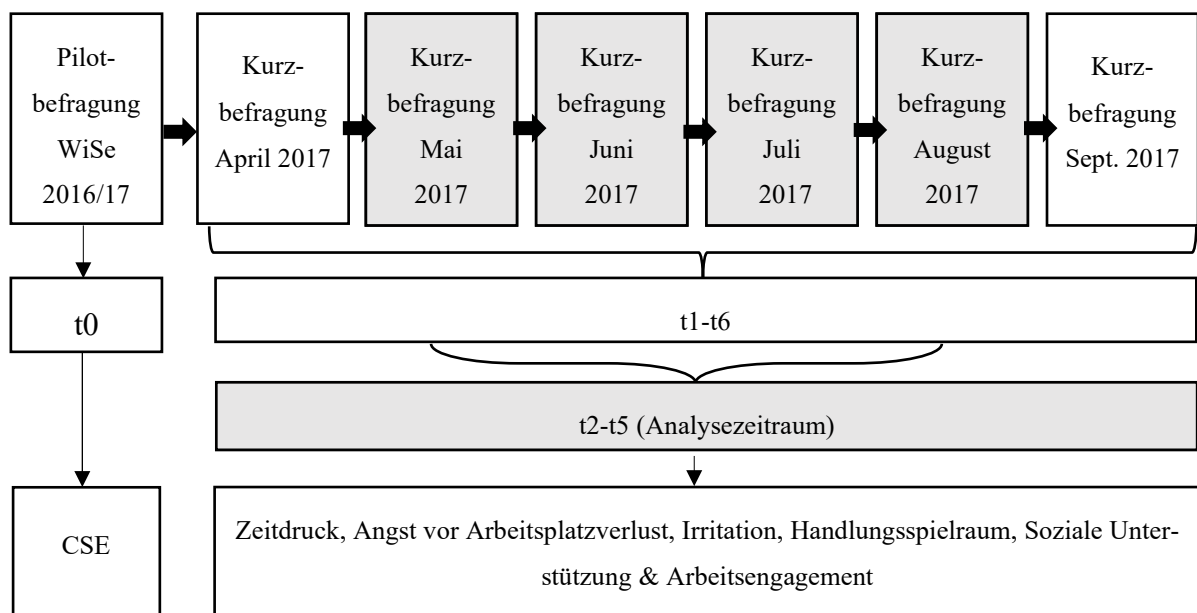 Pilot-
befragung
WiSe
2016/17
Kurz-
befragung
April 2017
Kurz-
befragung
Mai
2017
Kurz-
befragung
Juni
2017
Kurz-
befragung
Juli
2017
Kurz-
befragung
August
2017
Kurz-
befragung
Sept. 2017
t0
t1-t6
t2-t5 (Analysezeitraum)
CSE
Zeitdruck, Angst vor Arbeitsplatzverlust, Irritation, Handlungsspielraum, Soziale Unter-
stützung & Arbeitsengagement